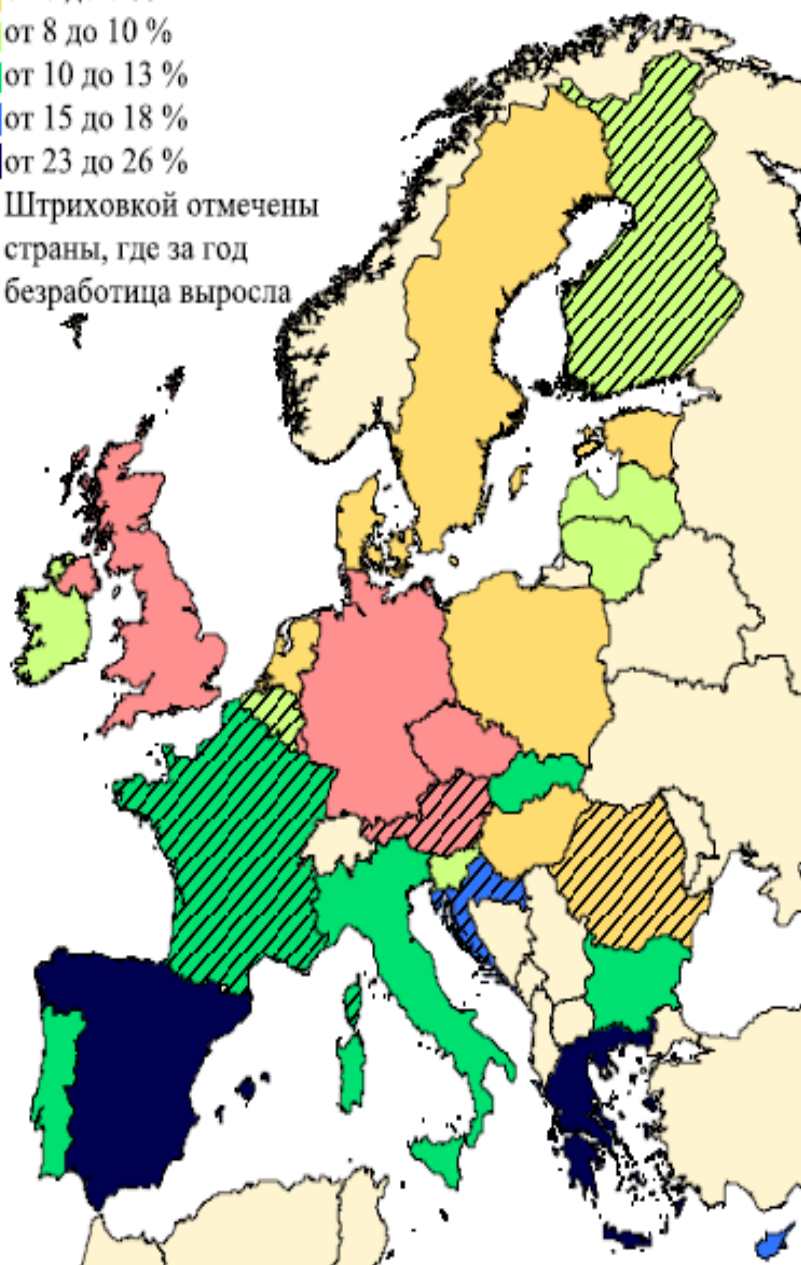 от 8 до 10 %
от 10 до 13 %
от 15 до 18 %
от 23 до 26 %
Штриховкой отмечены
страны, где за год
безработица выросла